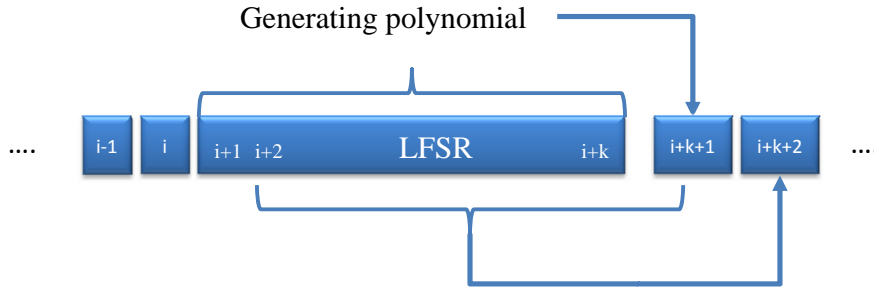 Generating polynomial
.... i-1 i i+1 i+2 LFSR i+k i+k+1 i+k+2 ....